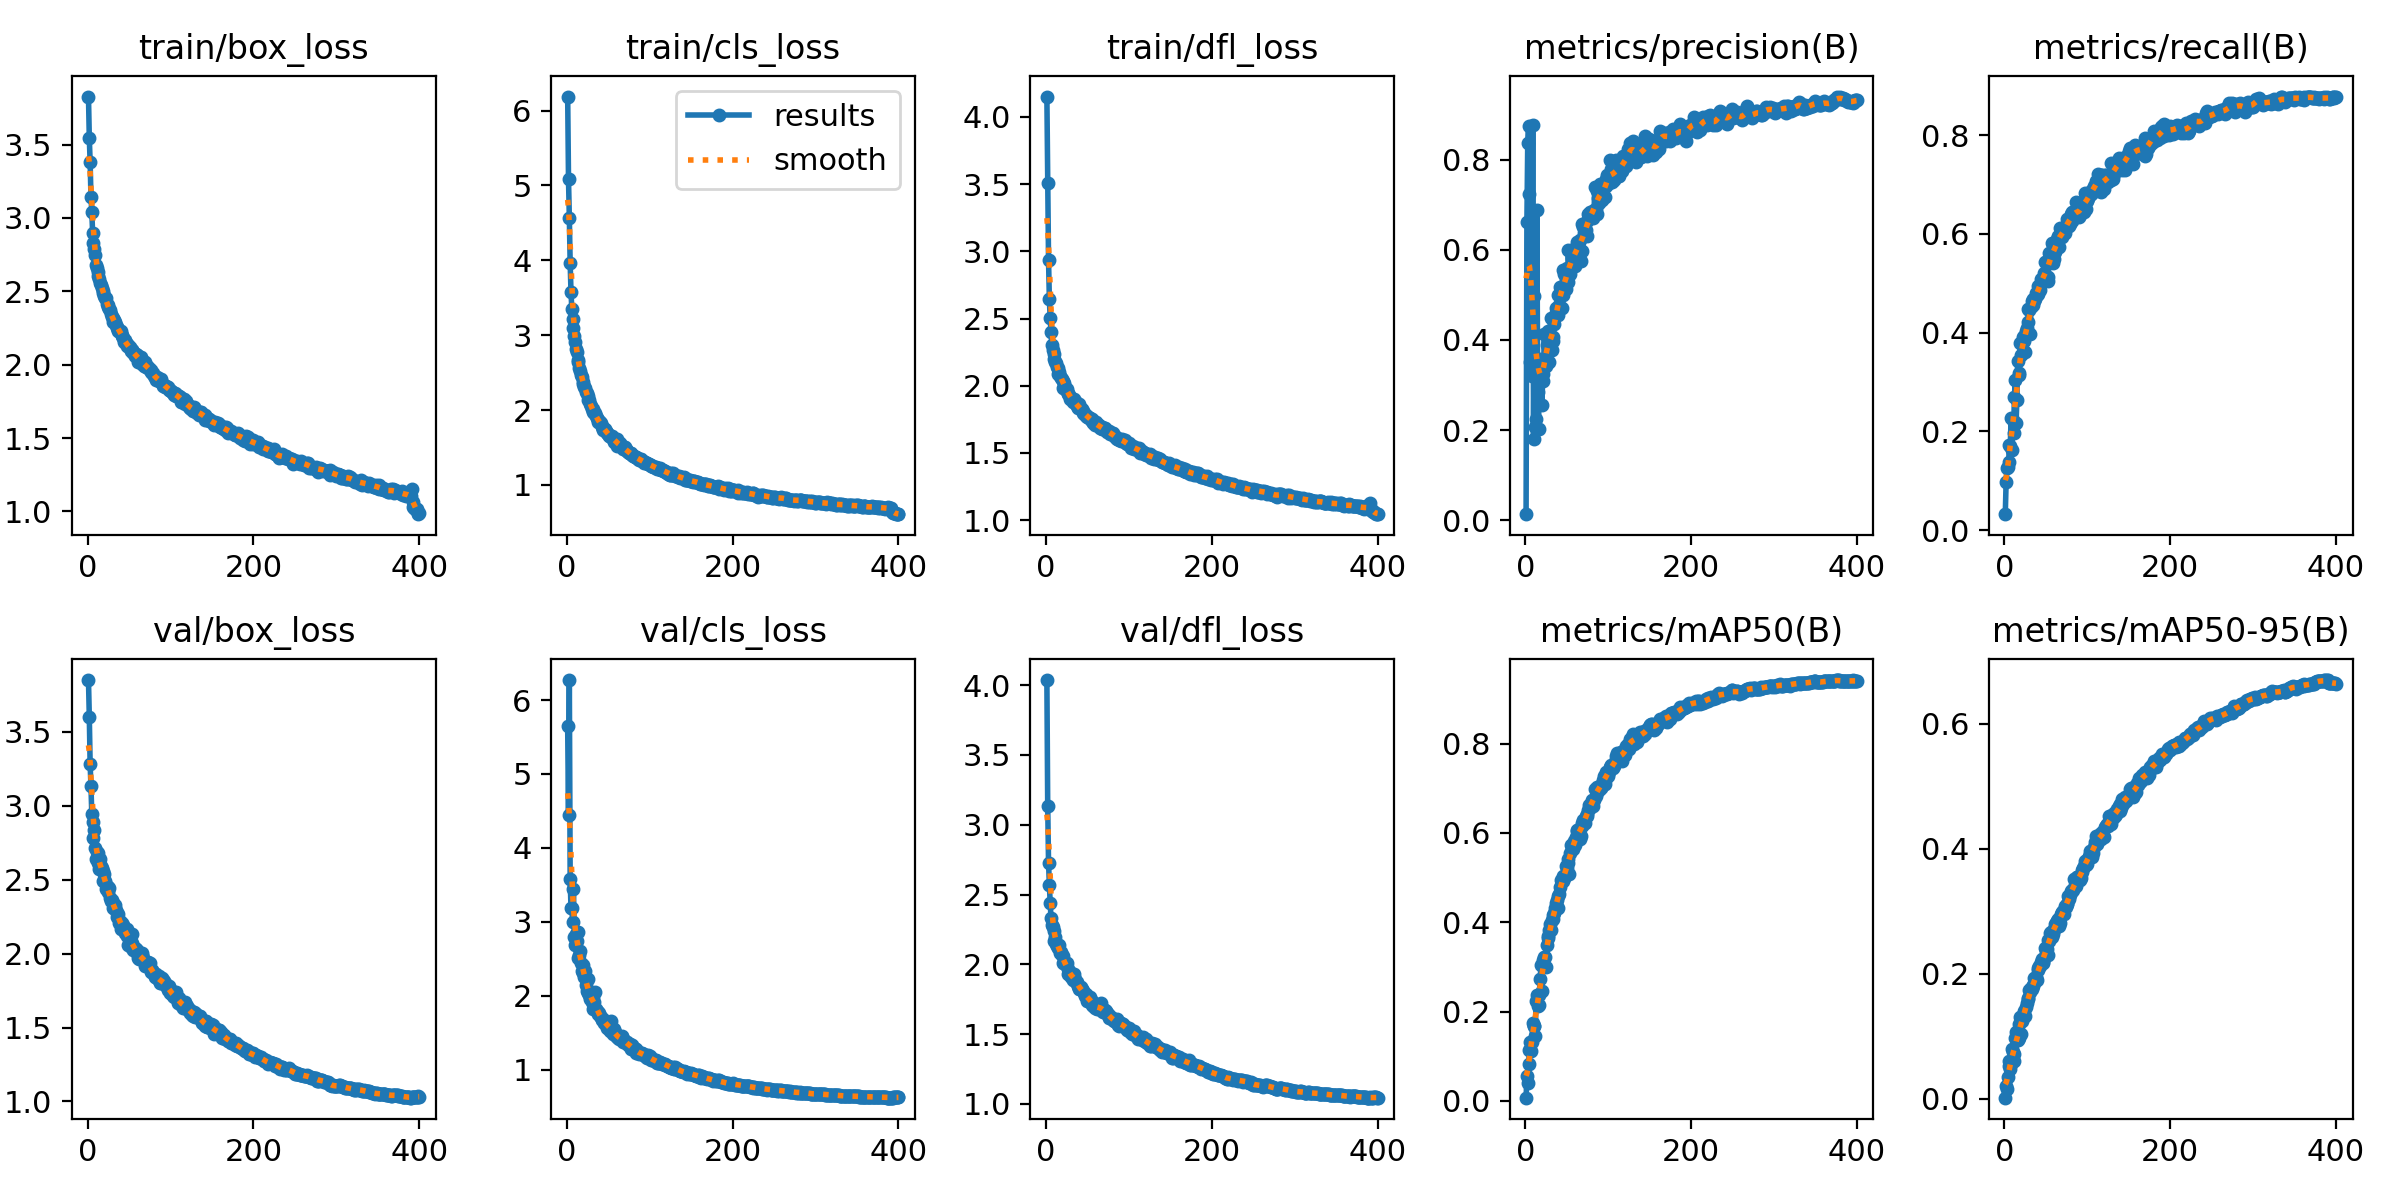 train/box_loss
train/cls_loss
train/dfl_loss
metrics/precision(B)
metrics/recall(B)
3.5
3.0
2.5
2.0
1.5
1.0
0 200 400
6
5
4
3
2
1
0 200 400
results
smooth
4.0
3.5
3.0
2.5
2.0
1.5
1.0
0 200 400
0.8
0.6
0.4
0.2
0.0
0 200 400
0.8
0.6
0.4
0.2
0.0
0 200 400
val/box_loss
val/cls_loss
val/dfl_loss
metrics/mAP50(B)
metrics/mAP50-95(B)
3.5
3.0
2.5
2.0
1.5
1.0
0 200 400
6
5
4
3
2
1
0 200 400
4.0
3.5
3.0
2.5
2.0
1.5
1.0
0 200 400
0.8
0.6
0.4
0.2
0.0
0 200 400
0.6
0.4
0.2
0.0
0 200 400